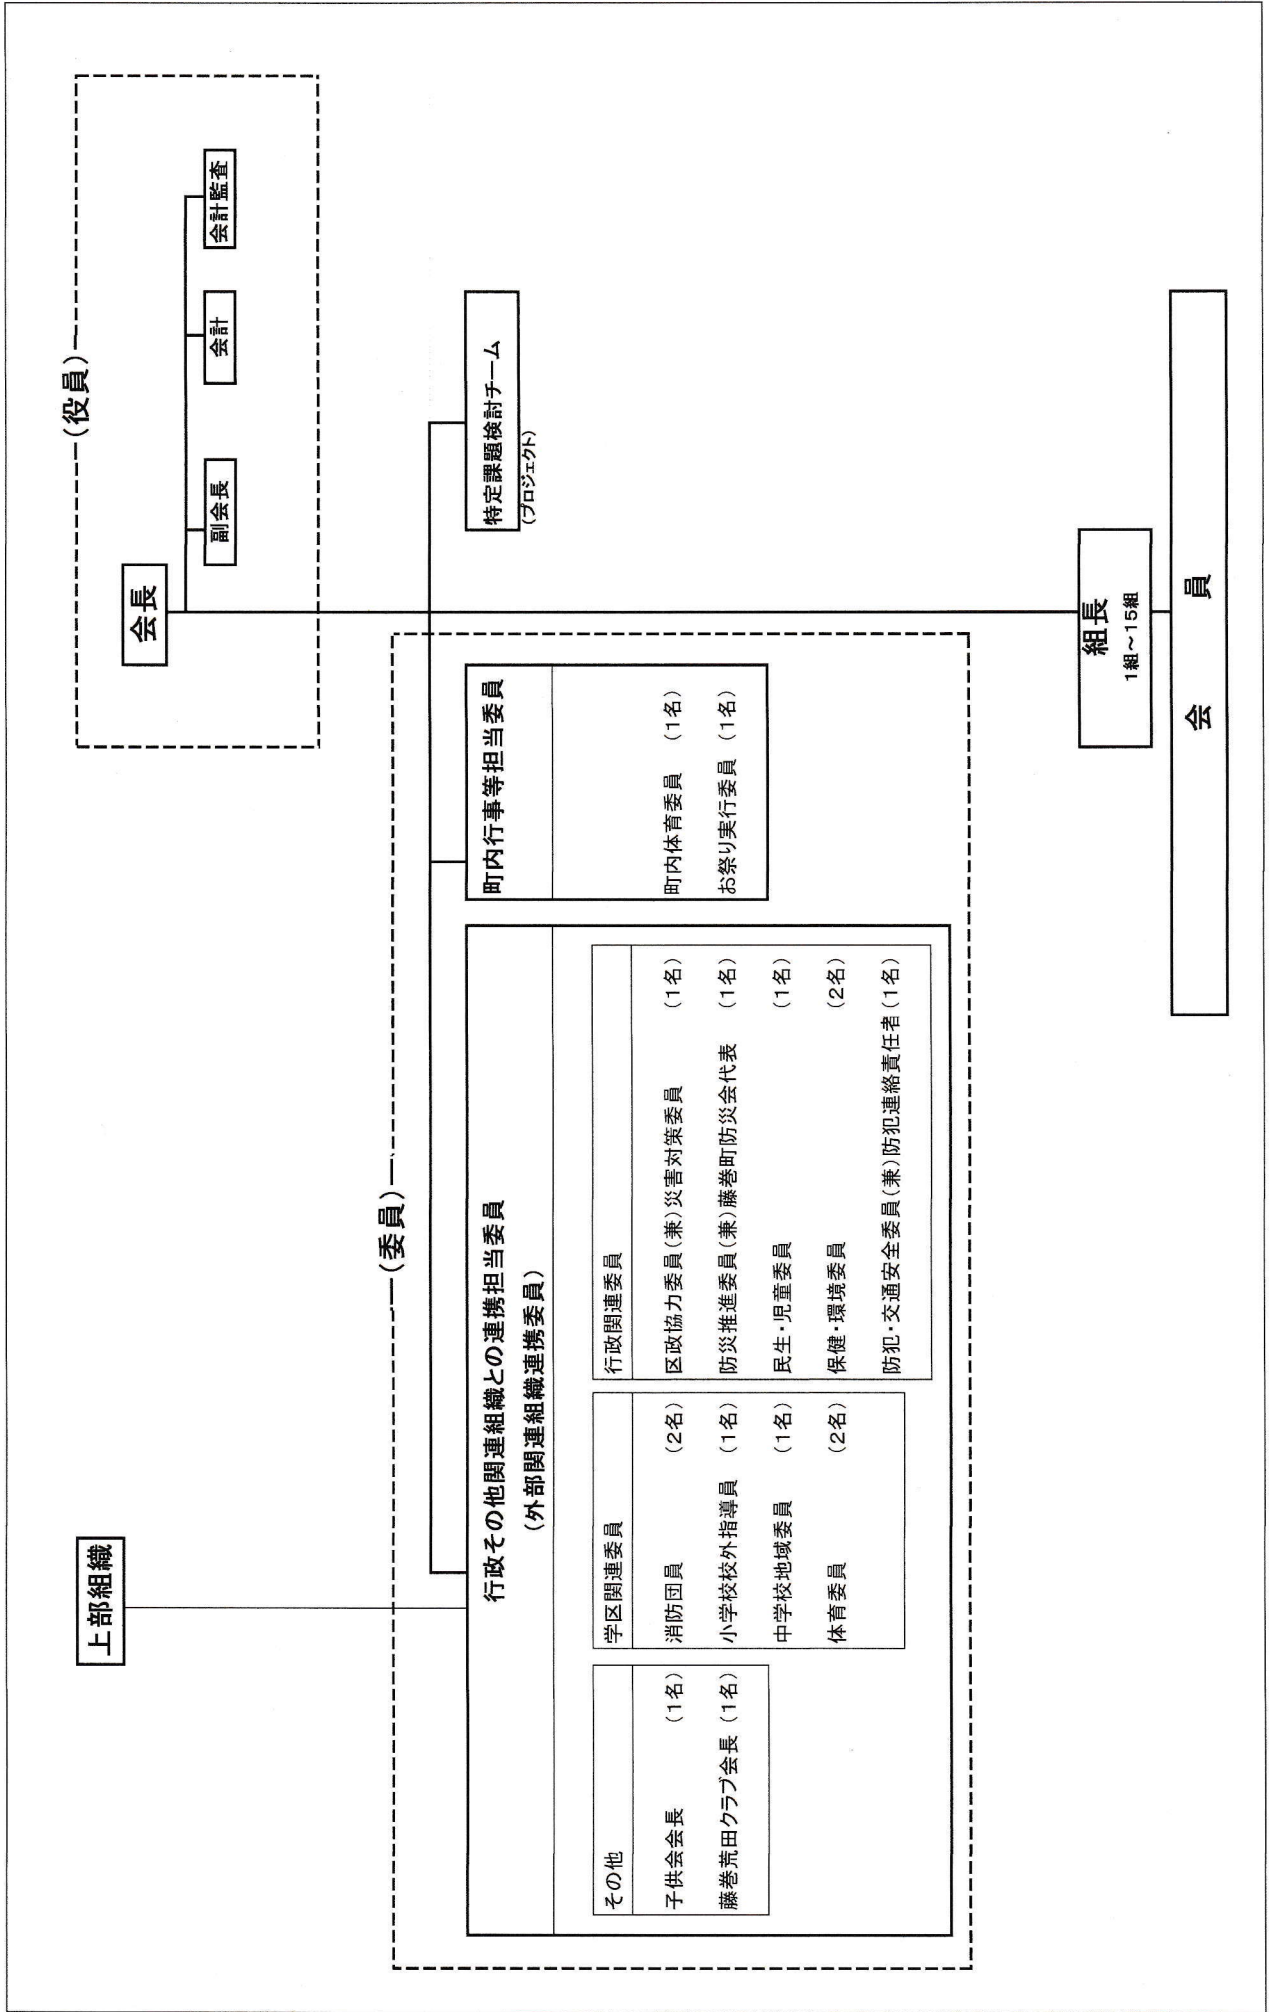 上部組織
(役員)
会長
副会長
会計
会計監査
(委員)
行政その他関連組織との連携担当委員
(外部関連組織連携委員)
その他
子供会会長 (1名)
藤巻荒田クラブ会長 (1名)
学区関連委員
消防団員 (2名)
小学校校外指導員 (1名)
中学校地域委員 (1名)
体育委員 (2名)
行政関連委員
区政協力委員(兼)災害対策委員 (1名)
防災推進委員(兼)藤巻町防災会代表 (1名)
民生・児童委員 (1名)
保健・環境委員 (2名)
防犯・交通安全委員(兼)防犯連絡責任者 (1名)
町内行事等担当委員
町内体育委員 (1名)
お祭り実行委員 (1名)
特定課題検討チーム
(プロジェクト)
組長
1組～15組
会員